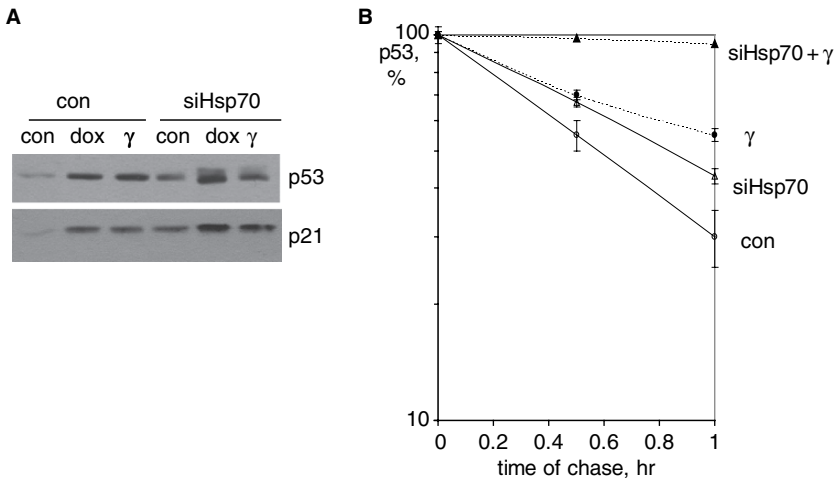 A
con siHsp70
con dox γ con dox γ
p53
p21
B
100
p53,
%
10
0 0.2 0.4 0.6 0.8 1
time of chase, hr
siHsp70 + γ
γ
siHsp70
con